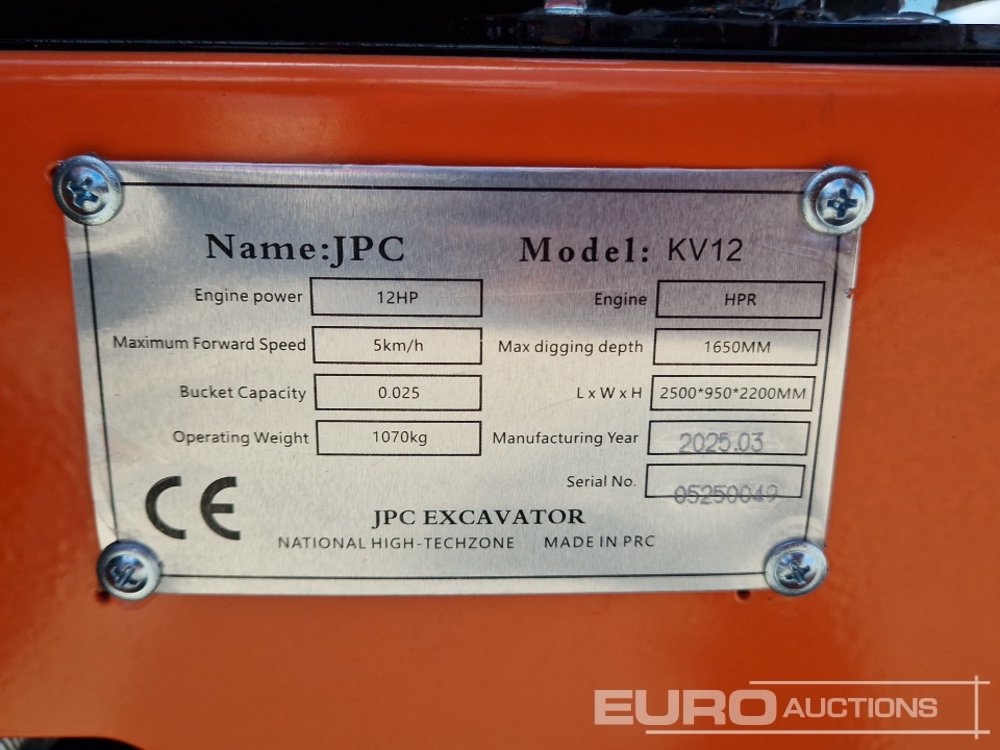 Name:JPC Model: KV12
Engine power 12HP Engine HPR
Maximum Forward Speed 5km/h Max digging depth 1650MM
Bucket Capacity 0.025 L x W x H 2500*950*2200MM
Operating Weight 1070kg Manufacturing Year 2025.03
Serial No. 05250049
CE
JPC EXCAVATOR
NATIONAL HIGH-TECHZONE MADE IN PRC
EURO AUCTIONS